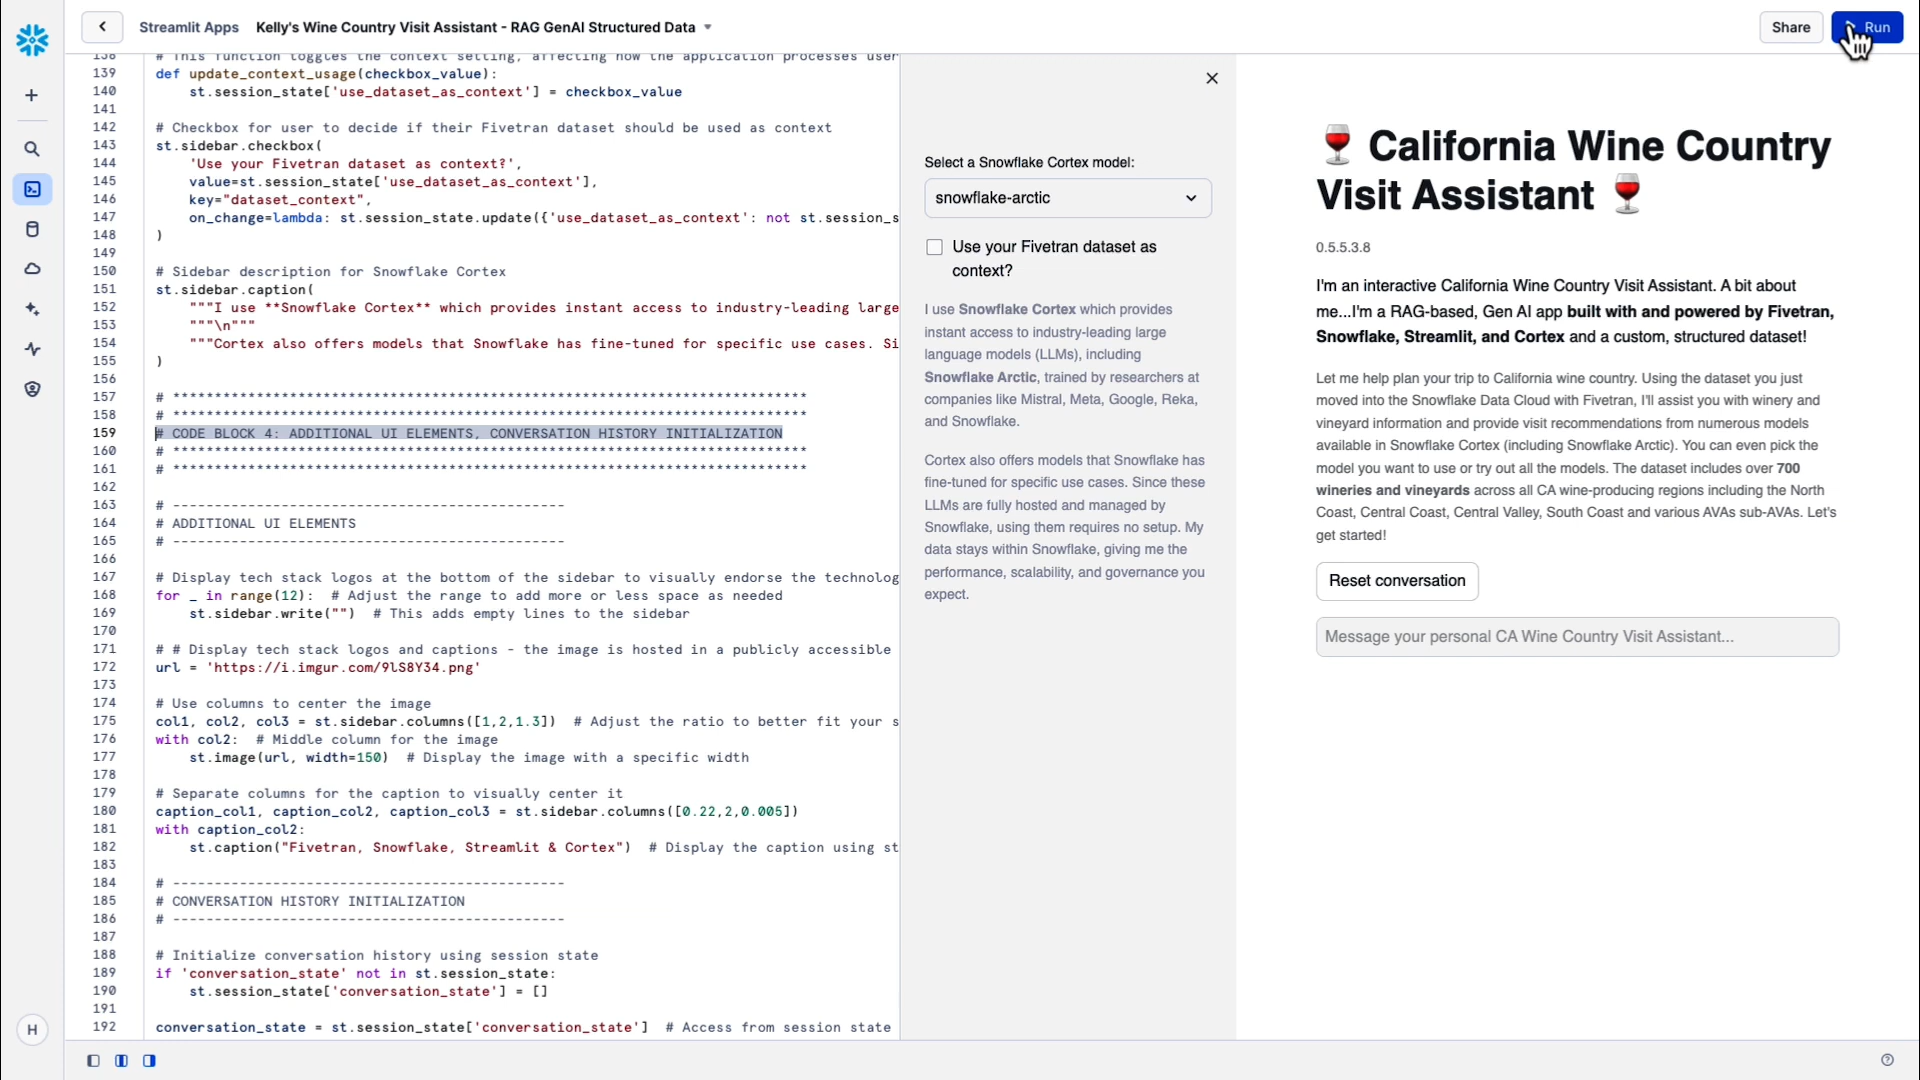 Streamlit Apps
Kelly's Wine Country Visit Assistant - RAG GenAI Structured Data
Share
Run
138 # This function toggles the context setting, affecting how the application processes user
139 def update_context_usage(checkbox_value):
140 st.session_state['use_dataset_as_context'] = checkbox_value
141
142 # Checkbox for user to decide if their Fivetran dataset should be used as context
143 st.sidebar.checkbox(
144 'Use your Fivetran dataset as context?',
145 value=st.session_state['use_dataset_as_context'],
146 key="dataset_context",
147 on_change=lambda: st.session_state.update({'use_dataset_as_context': not st.session_s
148 )
149
150 # Sidebar description for Snowflake Cortex
151 st.sidebar.caption(
152 """I use **Snowflake Cortex** which provides instant access to industry-leading large
153 """\n"""
154 """Cortex also offers models that Snowflake has fine-tuned for specific use cases. Si
155 )
156
157 # ****************************************************************************
158 # ****************************************************************************
159 # CODE BLOCK 4: ADDITIONAL UI ELEMENTS, CONVERSATION HISTORY INITIALIZATION
160 # ****************************************************************************
161 # ****************************************************************************
162
163 # -----------------------------------------------
164 # ADDITIONAL UI ELEMENTS
165 # -----------------------------------------------
166
167 # Display tech stack logos at the bottom of the sidebar to visually endorse the technolog
168 for _ in range(12): # Adjust the range to add more or less space as needed
169 st.sidebar.write("") # This adds empty lines to the sidebar
170
171 # # Display tech stack logos and captions - the image is hosted in a publicly accessible
172 url = 'https://i.imgur.com/9lS8Y34.png'
173
174 # Use columns to center the image
175 col1, col2, col3 = st.sidebar.columns([1,2,1.3]) # Adjust the ratio to better fit your s
176 with col2: # Middle column for the image
177 st.image(url, width=150) # Display the image with a specific width
178
179 # Separate columns for the caption to visually center it
180 caption_col1, caption_col2, caption_col3 = st.sidebar.columns([0.22,2,0.005])
181 with caption_col2:
182 st.caption("Fivetran, Snowflake, Streamlit & Cortex") # Display the caption using st
183
184 # -----------------------------------------------
185 # CONVERSATION HISTORY INITIALIZATION
186 # -----------------------------------------------
187
188 # Initialize conversation history using session state
189 if 'conversation_state' not in st.session_state:
190 st.session_state['conversation_state'] = []
191
192 conversation_state = st.session_state['conversation_state'] # Access from session state
Select a Snowflake Cortex model:
snowflake-arctic
Use your Fivetran dataset as
context?
I use Snowflake Cortex which provides
instant access to industry-leading large
language models (LLMs), including
Snowflake Arctic, trained by researchers at
companies like Mistral, Meta, Google, Reka,
and Snowflake.
Cortex also offers models that Snowflake has
fine-tuned for specific use cases. Since these
LLMs are fully hosted and managed by
Snowflake, using them requires no setup. My
data stays within Snowflake, giving me the
performance, scalability, and governance you
expect.
🍷 California Wine Country
Visit Assistant 🍷
0.5.5.3.8
I'm an interactive California Wine Country Visit Assistant. A bit about
me...I'm a RAG-based, Gen AI app built with and powered by Fivetran,
Snowflake, Streamlit, and Cortex and a custom, structured dataset!
Let me help plan your trip to California wine country. Using the dataset you just
moved into the Snowflake Data Cloud with Fivetran, I'll assist you with winery and
vineyard information and provide visit recommendations from numerous models
available in Snowflake Cortex (including Snowflake Arctic). You can even pick the
model you want to use or try out all the models. The dataset includes over 700
wineries and vineyards across all CA wine-producing regions including the North
Coast, Central Coast, Central Valley, South Coast and various AVAs sub-AVAs. Let's
get started!
Reset conversation
Message your personal CA Wine Country Visit Assistant...
H